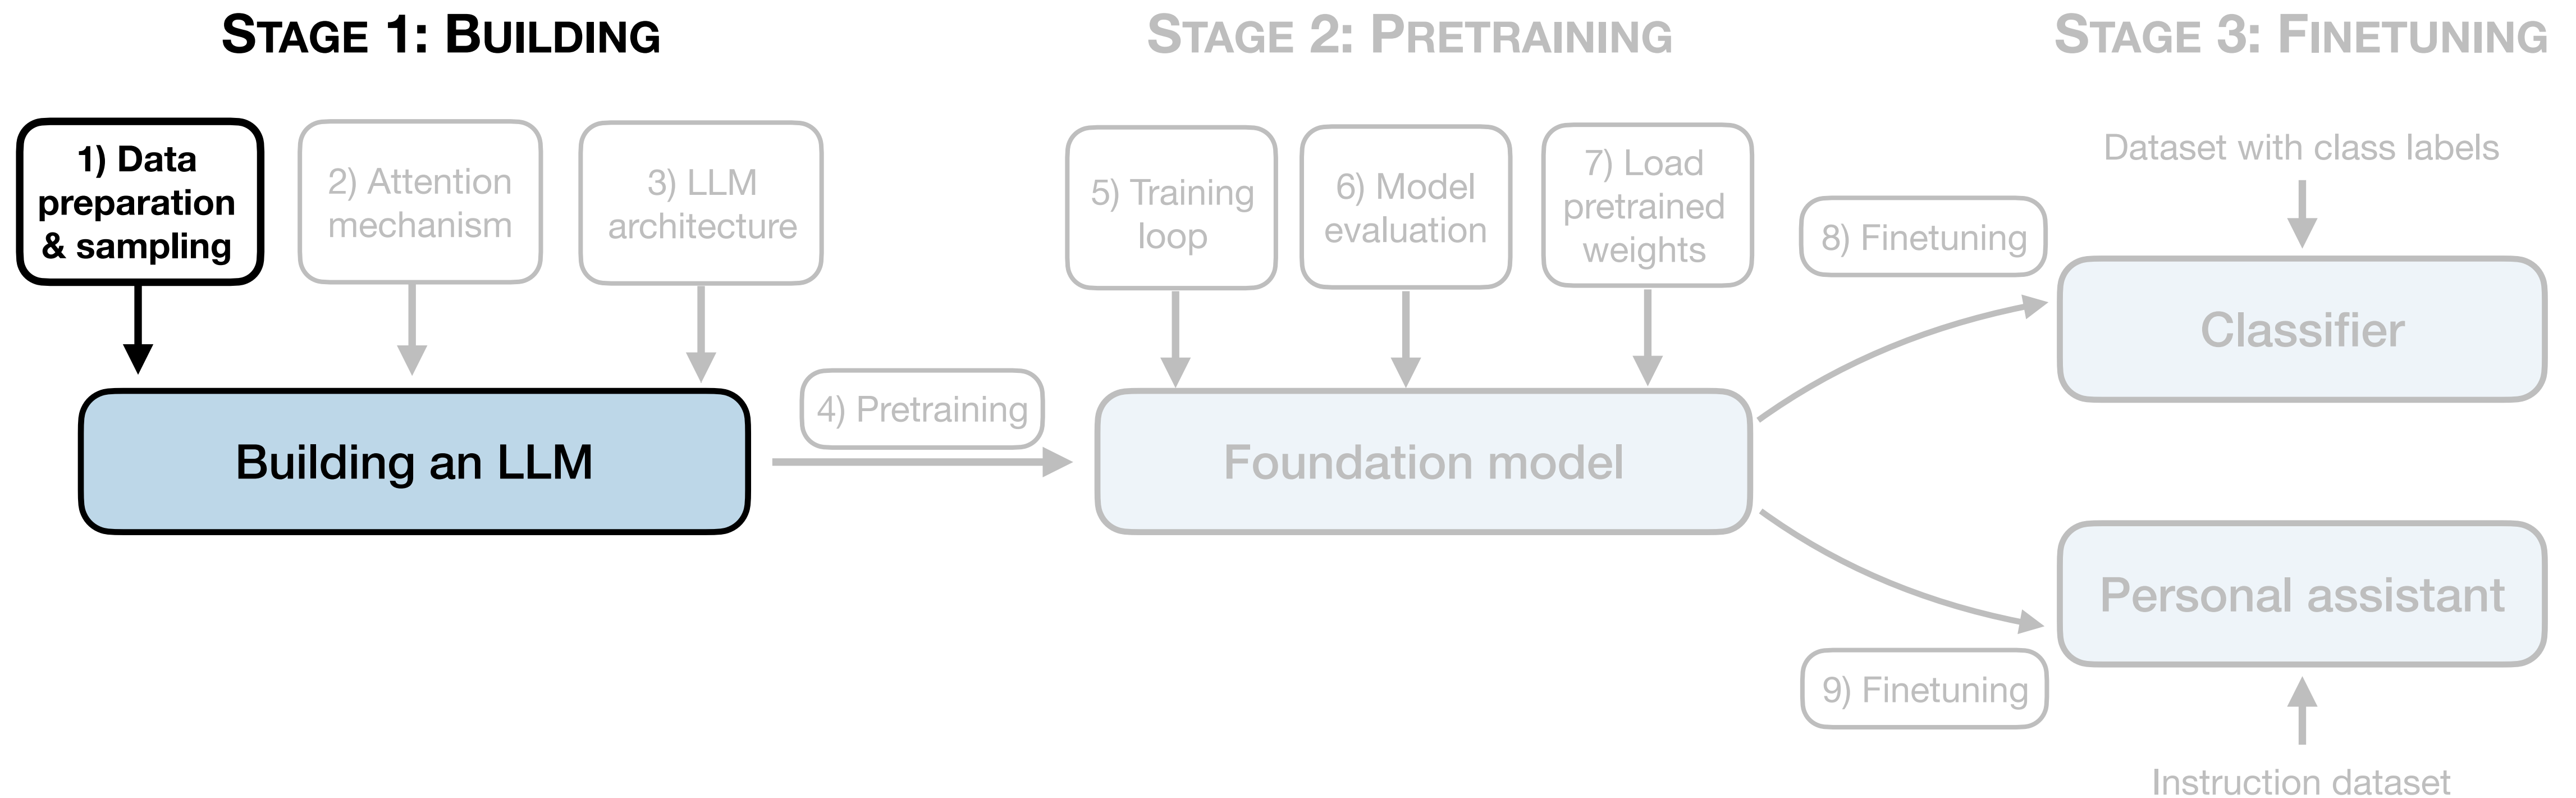 STAGE 1: BUILDING
STAGE 2: PRETRAINING
STAGE 3: FINETUNING
1) Data
preparation
& sampling
2) Attention
mechanism
3) LLM
architecture
5) Training
loop
6) Model
evaluation
7) Load
pretrained
weights
8) Finetuning
Dataset with class labels
Classifier
4) Pretraining
Building an LLM
Foundation model
Personal assistant
9) Finetuning
Instruction dataset